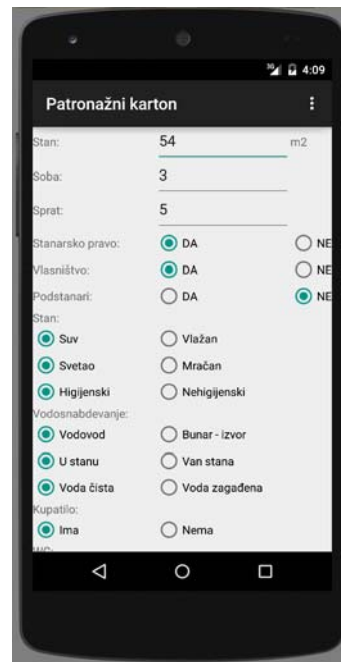 3G 4:09
Patronažni karton
Stan: 54 m2
Soba: 3
Sprat: 5
Stanarsko pravo: DA NE
Vlasništvo: DA NE
Podstanari: DA NE
Stan:
Suv Vlažan
Svetao Mračan
Higijenski Nehigijenski
Vodosnabdevanje:
Vodovod Bunar - izvor
U stanu Van stana
Voda čista Voda zagađena
Kupatilo:
Ima Nema
WC: